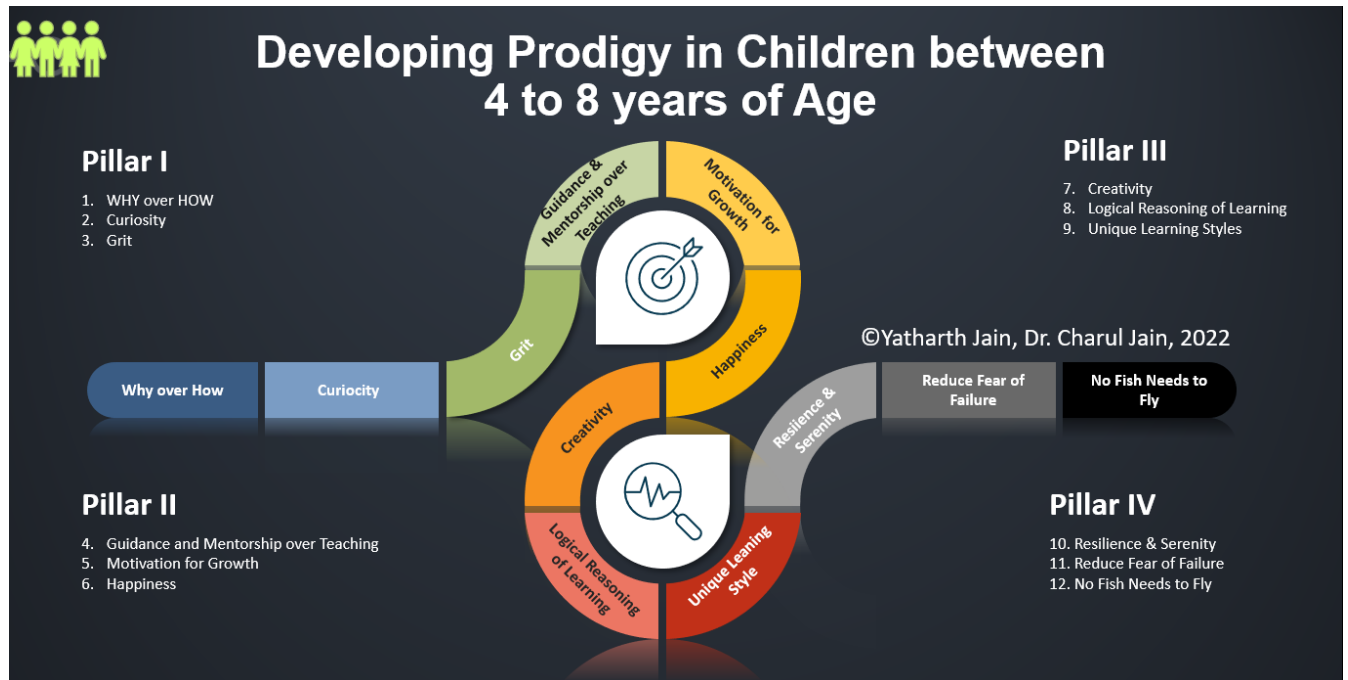 Developing Prodigy in Children between
4 to 8 years of Age
Pillar I
1. WHY over HOW
2. Curiosity
3. Grit
Pillar III
7. Creativity
8. Logical Reasoning of Learning
9. Unique Learning Styles
©Yatharth Jain, Dr. Charul Jain, 2022
Why over How
Curiocity
Grit
Guidance &
Mentorship over
Teaching
Motivation for
Growth
Happiness
Creativity
Logical Reasoning
of Learning
Unique Leaning
Style
Resilence &
Serenity
Reduce Fear of
Failure
No Fish Needs to
Fly
Pillar II
4. Guidance and Mentorship over Teaching
5. Motivation for Growth
6. Happiness
Pillar IV
10. Resilience & Serenity
11. Reduce Fear of Failure
12. No Fish Needs to Fly